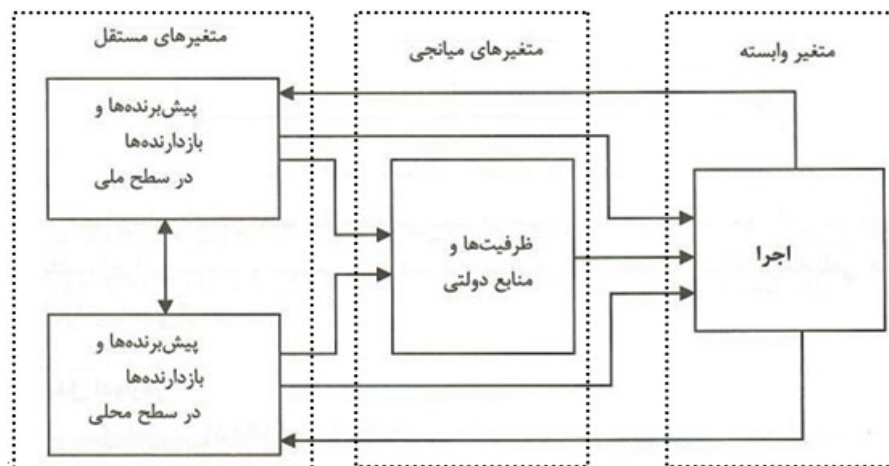 متغیرهای مستقل
متغیرهای میانجی
متغیر وابسته
پیش‌برنده‌ها و
بازدارنده‌ها
در سطح ملی
ظرفیت‌ها و
منابع دولتی
اجرا
پیش‌برنده‌ها و
بازدارنده‌ها
در سطح محلی